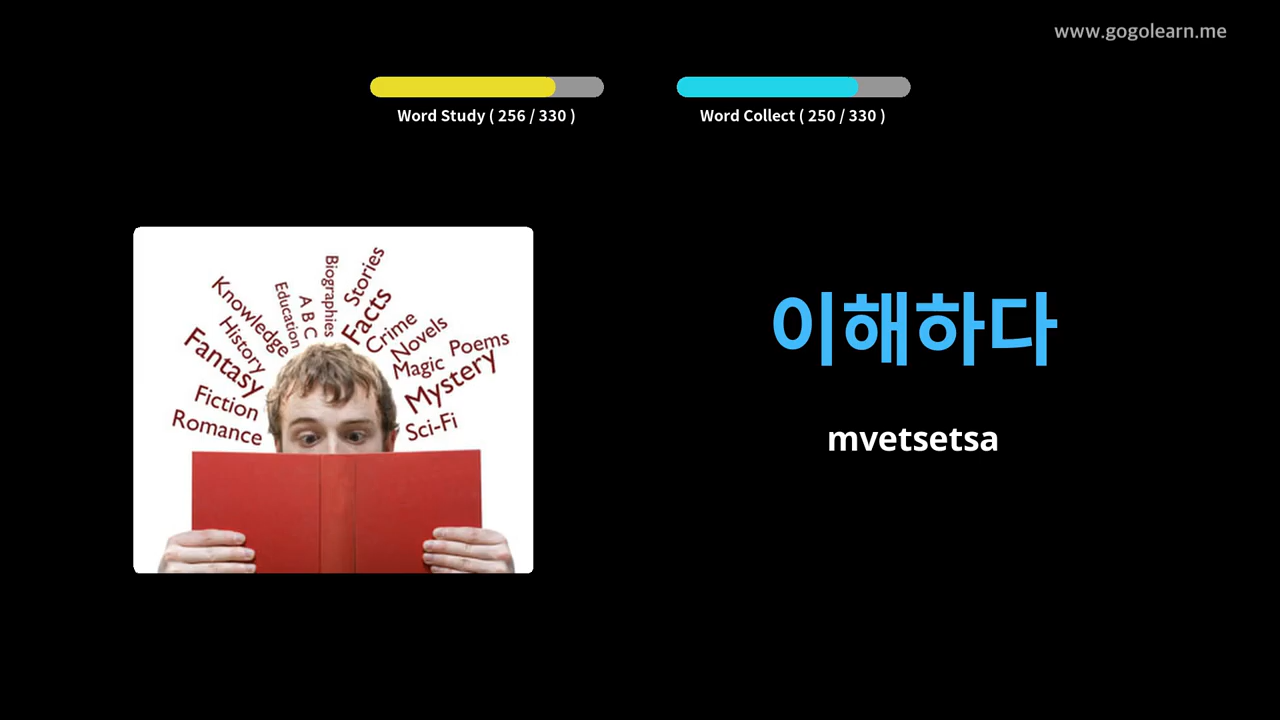 www.gogolearn.me
Word Study ( 256 / 330 )
Word Collect ( 250 / 330 )
Knowledge
History
Fantasy
Fiction
Romance
Education
A B C
Biographies
Stories
Facts
Crime
Novels
Magic
Poems
Mystery
Sci-Fi
이해하다
mvetsetsa